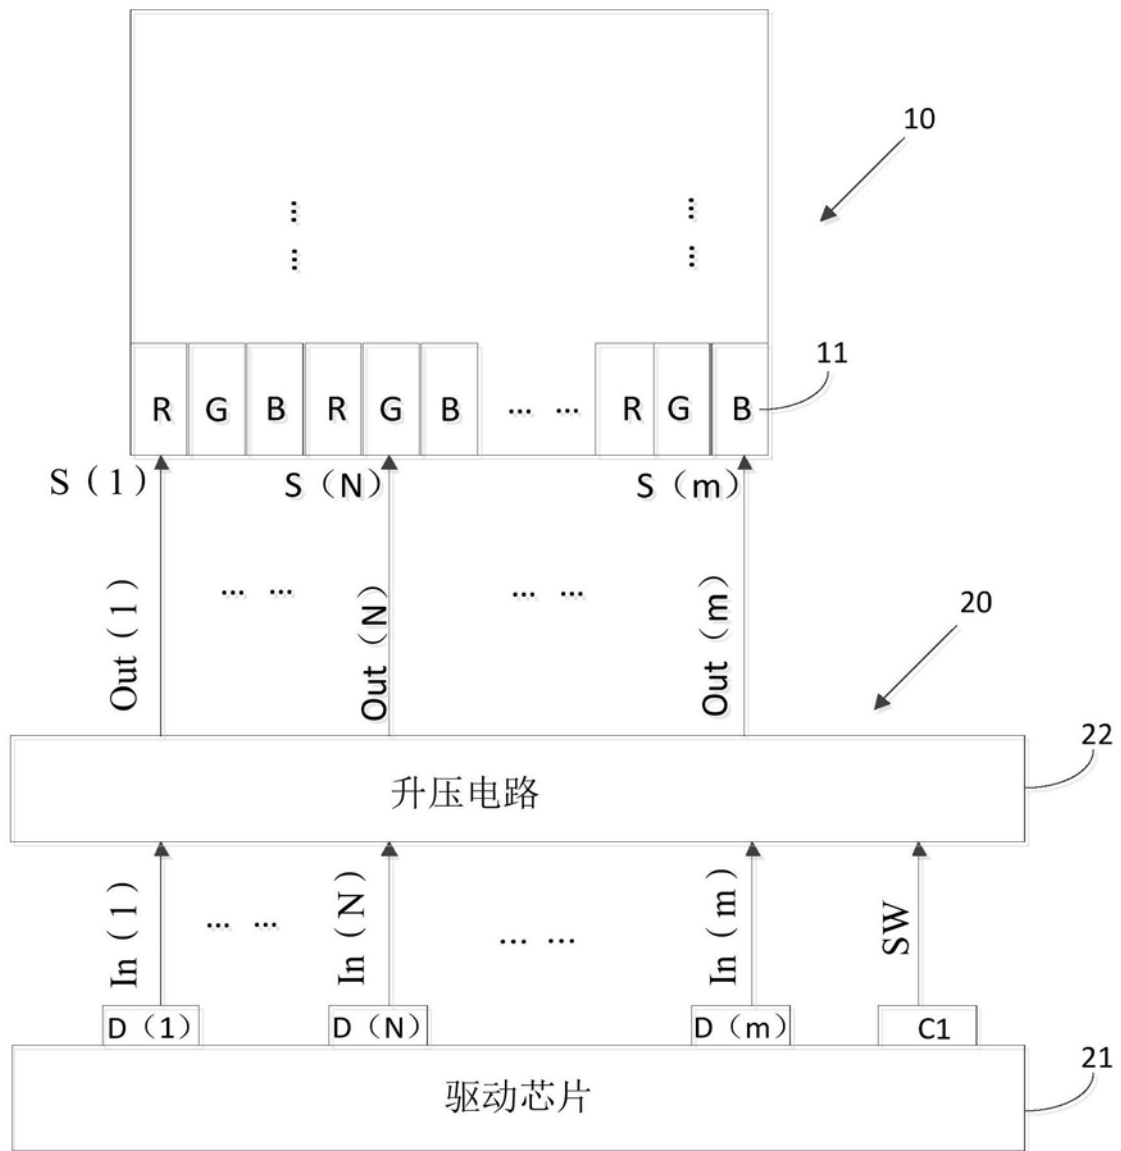 10
11
R G B R G B ... ... R G B
S（1） S（N） S（m）
... ... ... ...
Out（1） Out（N） Out（m）
20
22
升压电路
In（1） In（N） In（m） SW
... ... ... ...
D（1） D（N） D（m） C1
21
驱动芯片